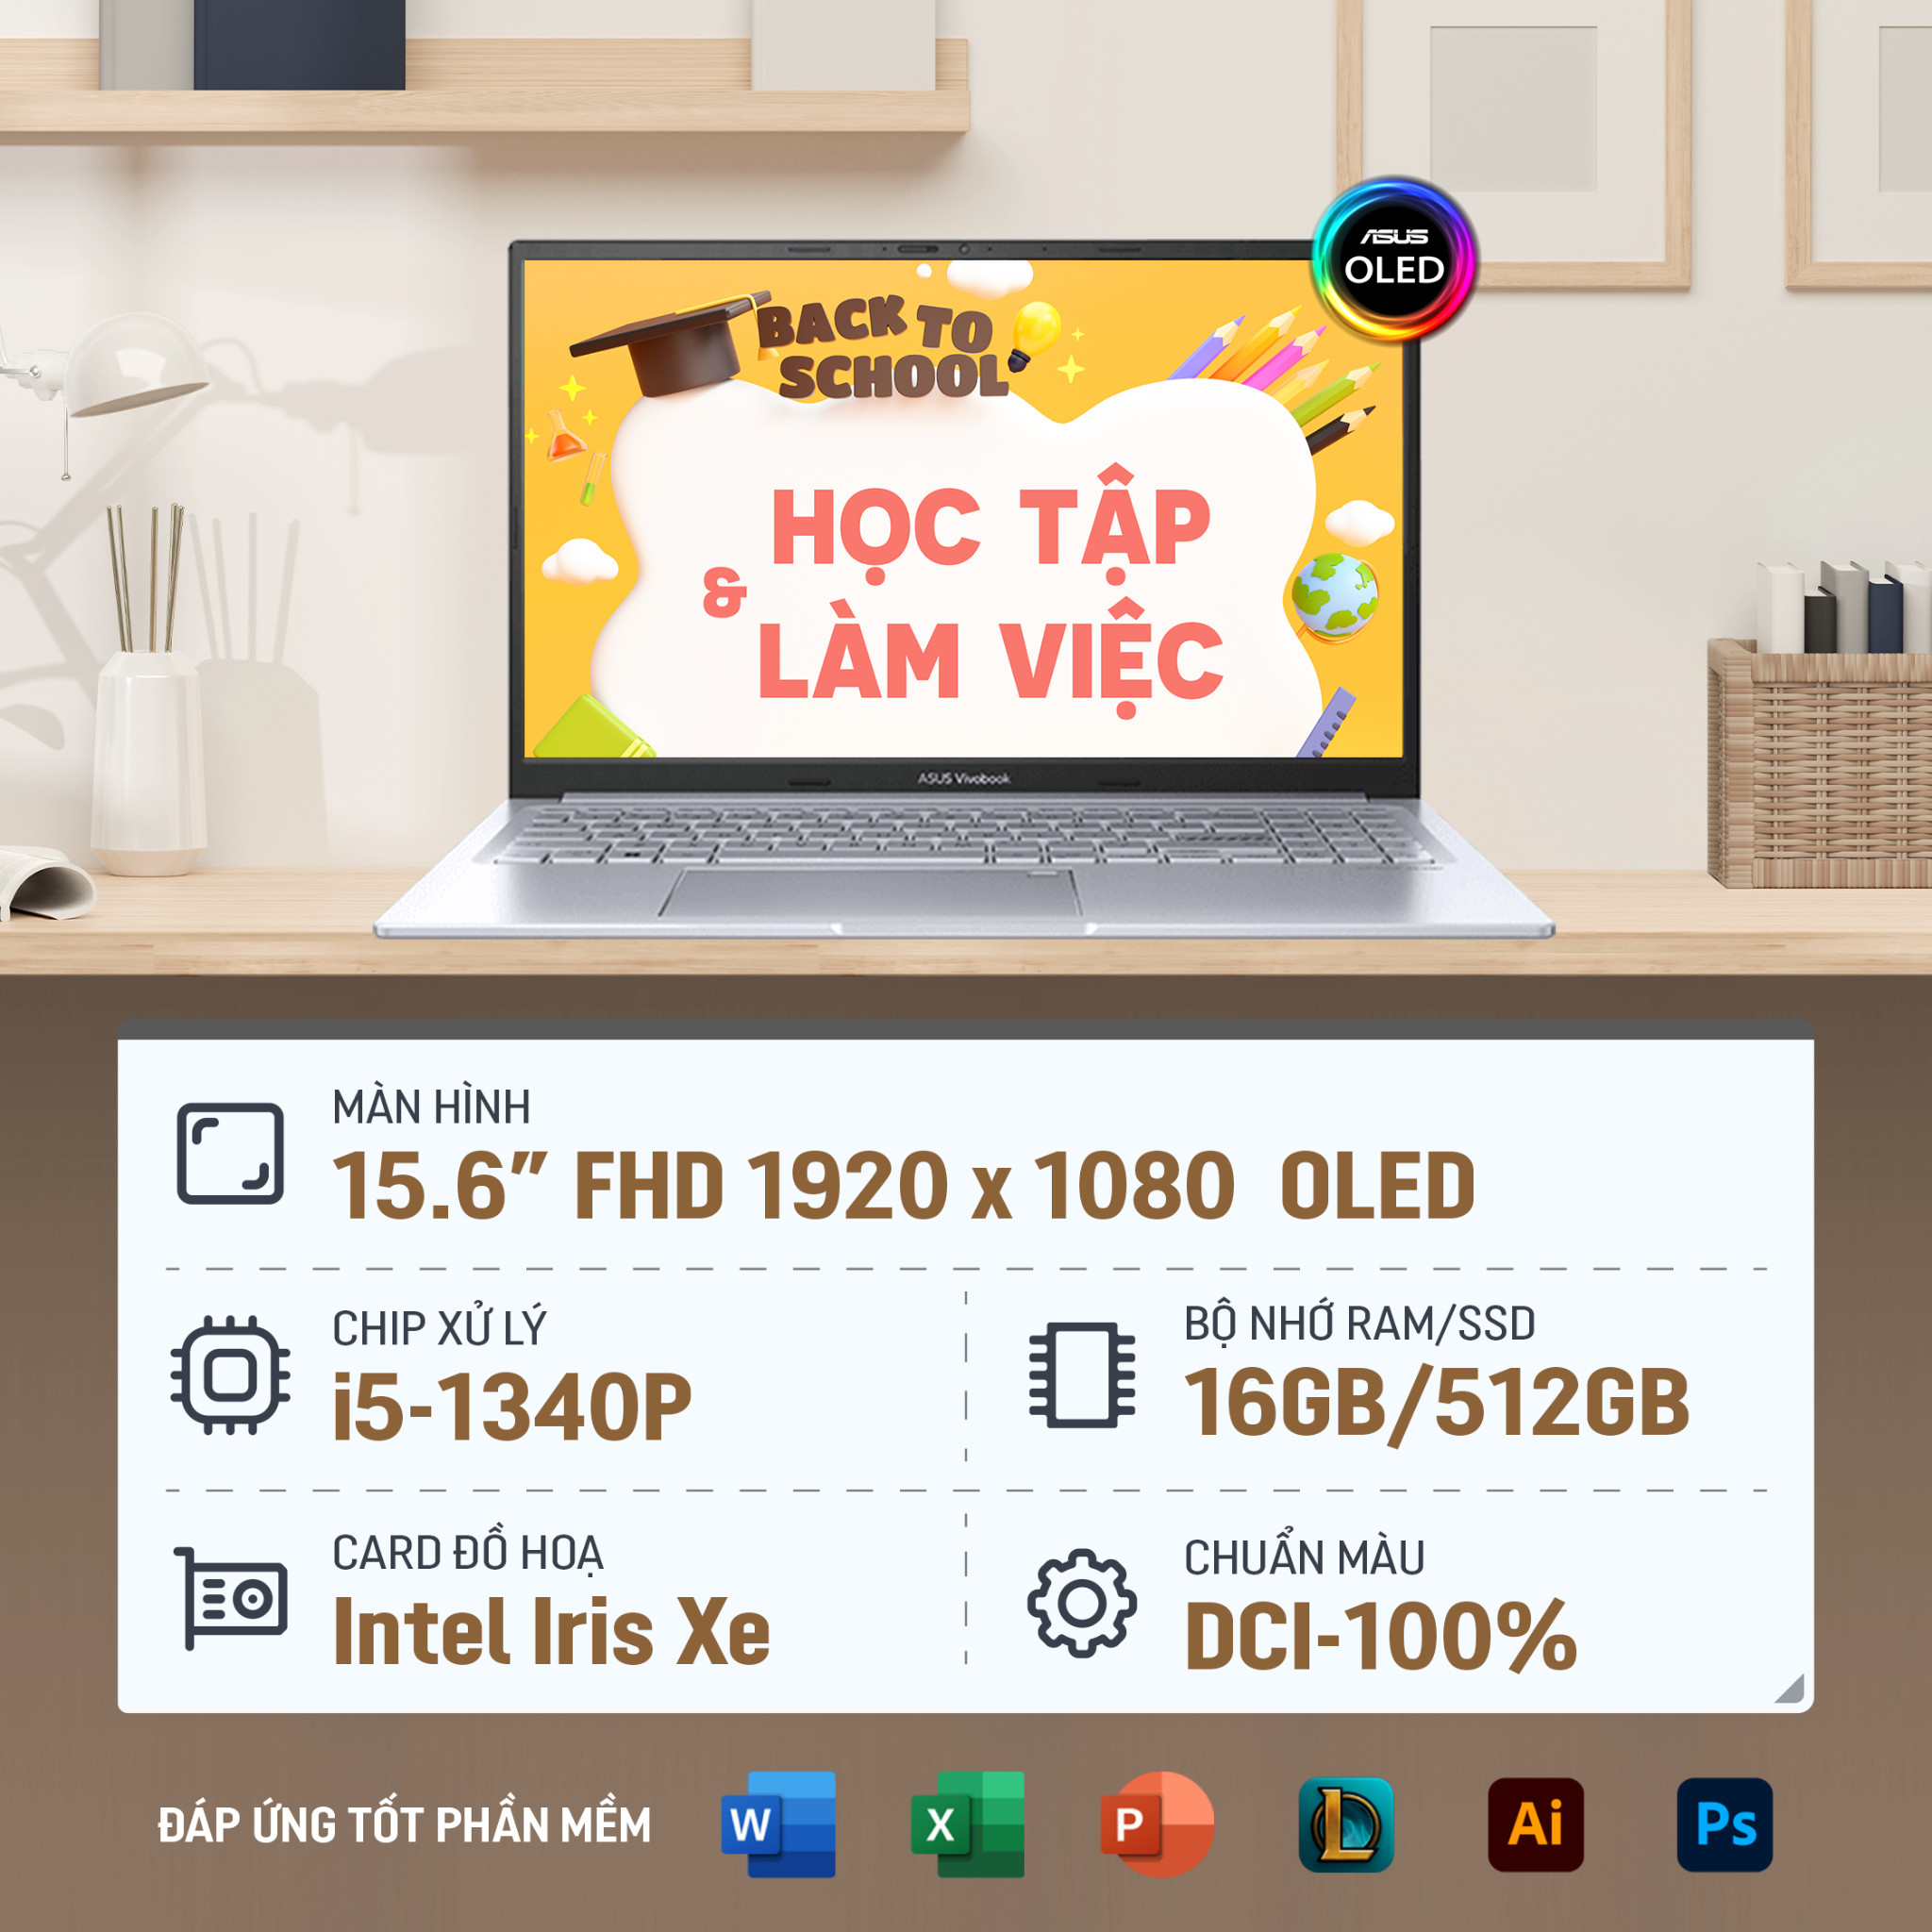 ASUS
OLED
BACK TO
SCHOOL
HỌC TẬP
& LÀM VIỆC
ASUS Vivobook
MÀN HÌNH
15.6" FHD 1920 x 1080 OLED
CHIP XỬ LÝ
i5-1340P
BỘ NHỚ RAM/SSD
16GB/512GB
CARD ĐỒ HOẠ
Intel Iris Xe
CHUẨN MÀU
DCI-100%
ĐÁP ỨNG TỐT PHẦN MỀM
W
X
P
L
Ai
Ps